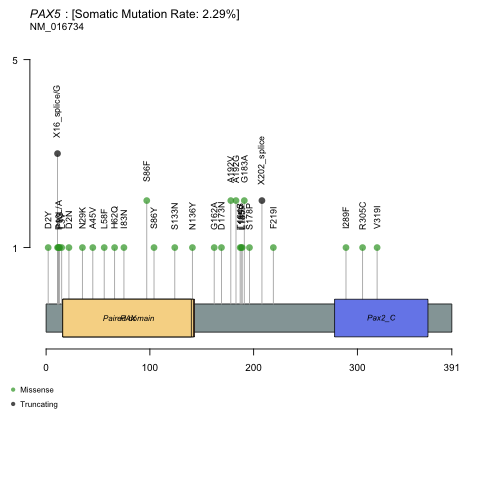 PAX5 : [Somatic Mutation Rate: 2.29%]
NM_016734
5
1
X16_splice/G
S86F
A192V
A192G
G183A
X202_splice
D2Y
D2N
N29K
A45V
L58F
H62Q
I83N
S86Y
S133N
N136Y
G162A
D173N
S178P
F219I
I289F
R305C
V319I
Pax2_C
0
100
200
300
391
Missense
Truncating